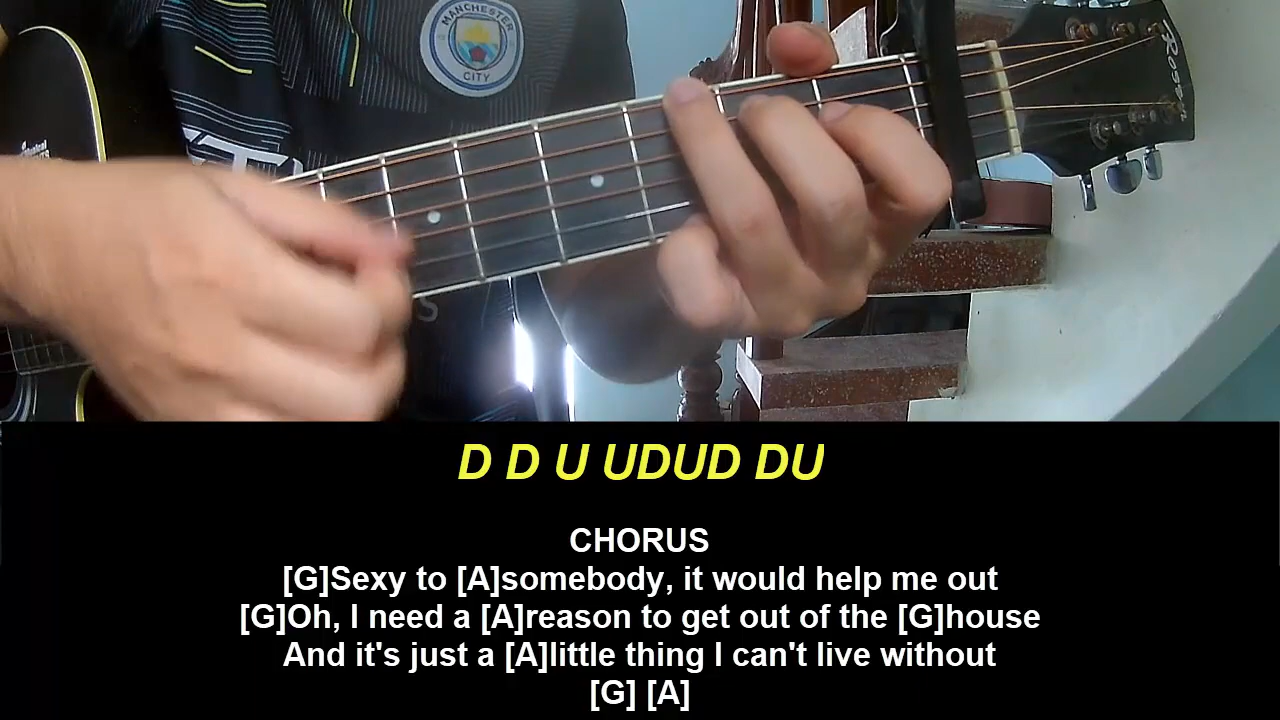 MANCHESTER
CITY
D D U UDUD DU
CHORUS
[G]Sexy to [A]somebody, it would help me out
[G]Oh, I need a [A]reason to get out of the [G]house
And it's just a [A]little thing I can't live without
[G] [A]